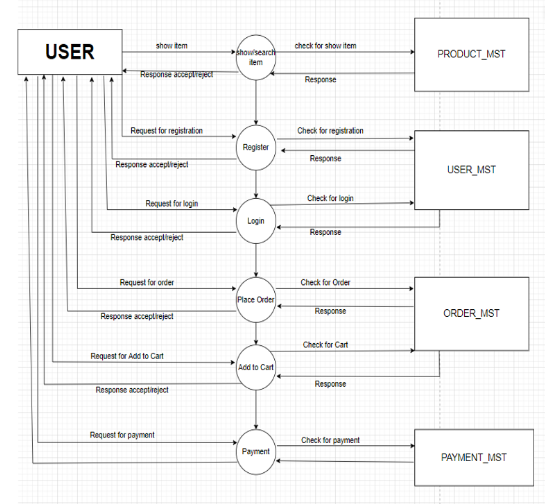 USER
show item
show/search
item
check for show item
PRODUCT_MST
Response accept/reject
Response
Request for registration
Register
Check for registration
USER_MST
Response accept/reject
Response
Request for login
Login
Check for login
Response accept/reject
Response
Request for order
Place Order
Check for Order
ORDER_MST
Response accept/reject
Response
Request for Add to Cart
Add to Cart
Check for Cart
Response accept/reject
Response
Request for payment
Payment
Check for payment
PAYMENT_MST